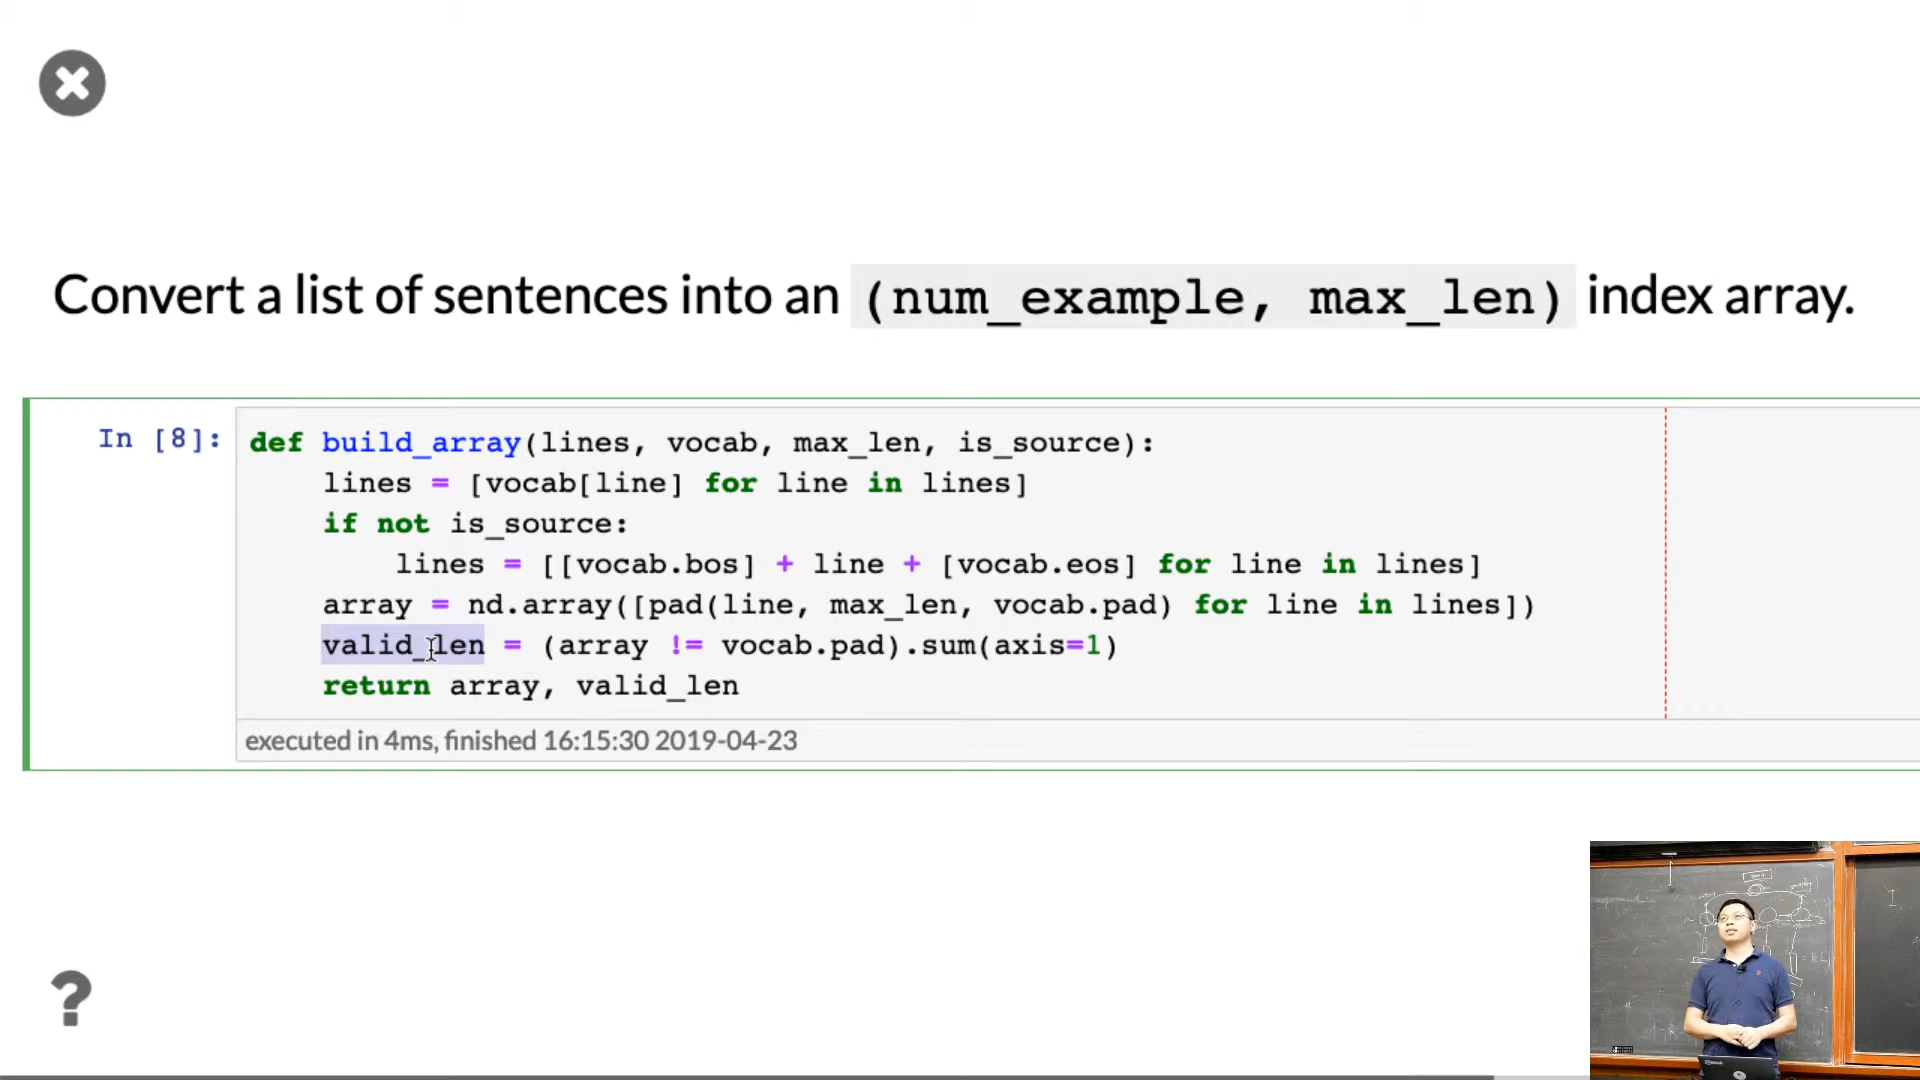 Convert a list of sentences into an (num_example, max_len) index array.
In [8]:
def build_array(lines, vocab, max_len, is_source):
    lines = [vocab[line] for line in lines]
    if not is_source:
        lines = [[vocab.bos] + line + [vocab.eos] for line in lines]
    array = nd.array([pad(line, max_len, vocab.pad) for line in lines])
    valid_len = (array != vocab.pad).sum(axis=1)
    return array, valid_len
executed in 4ms, finished 16:15:30 2019-04-23
?